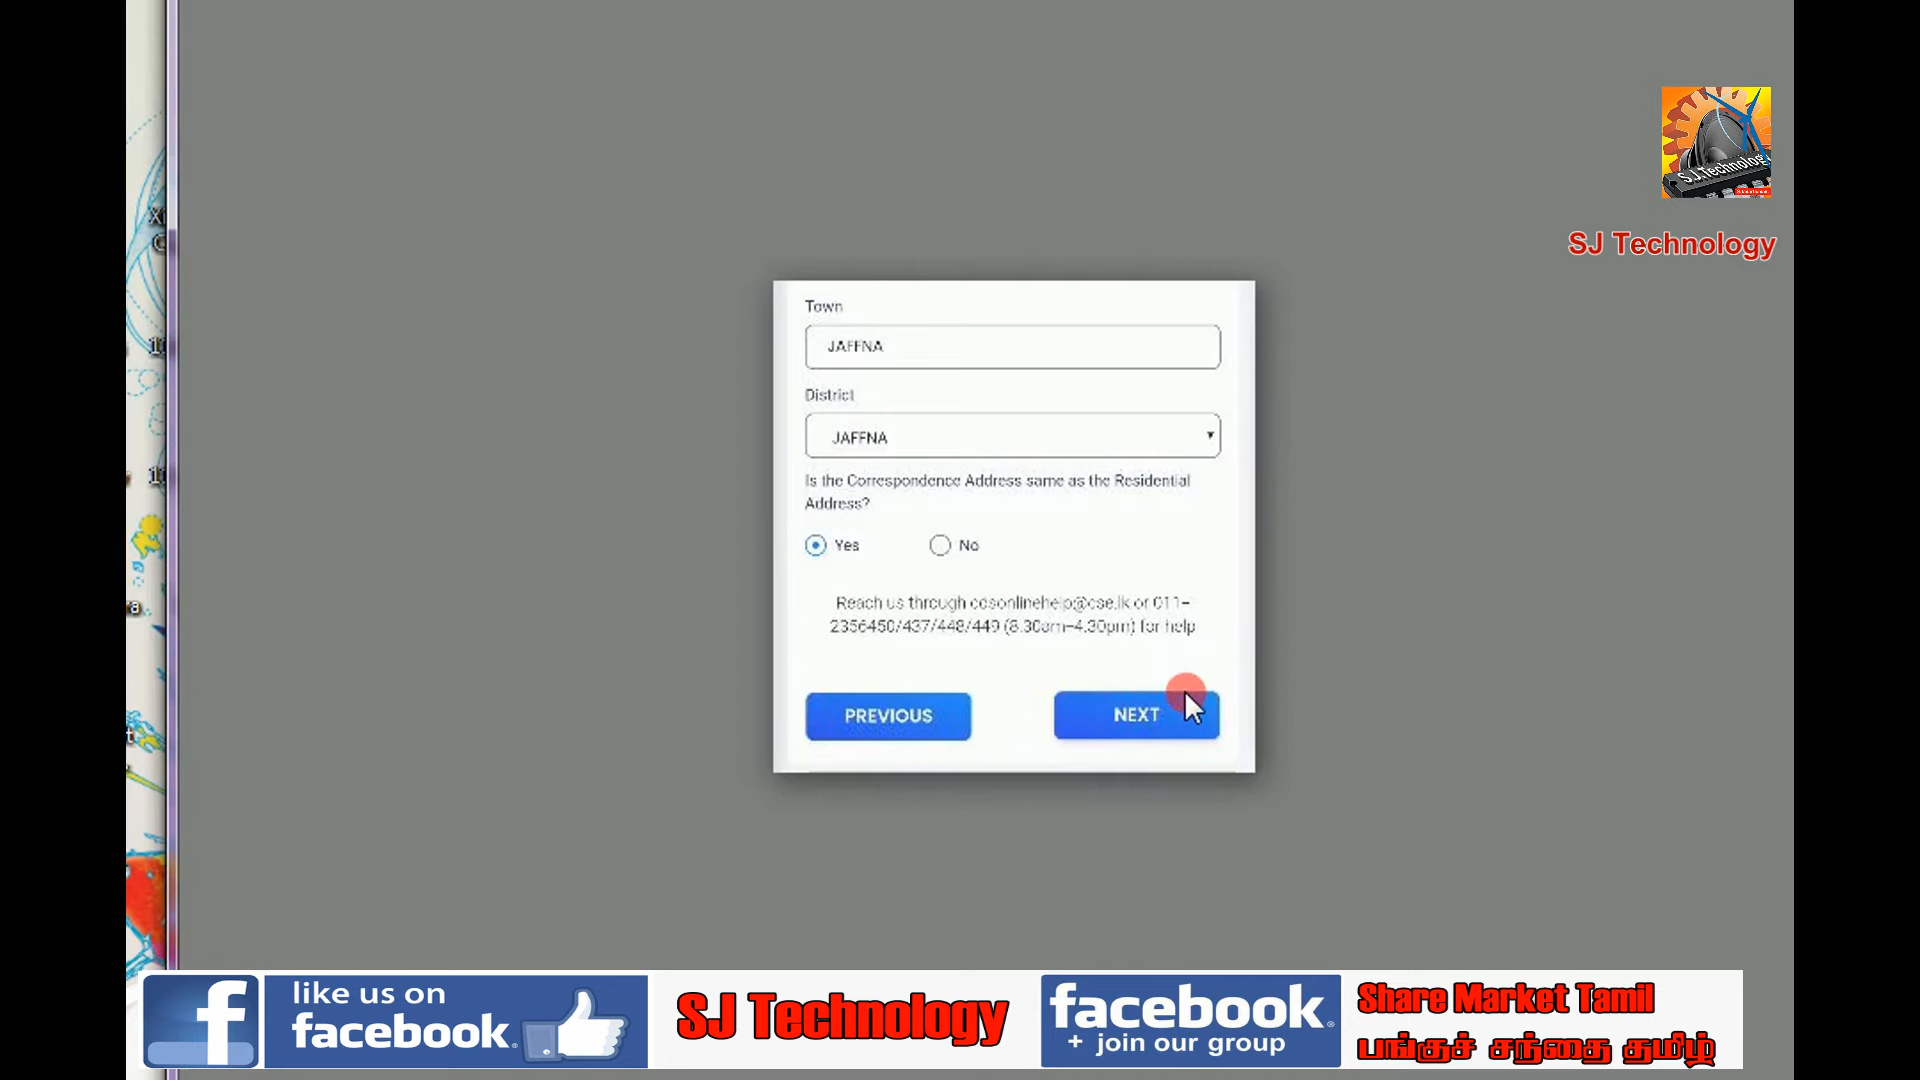 S.J.Technology
SJ Technology
Town
JAFFNA
District
JAFFNA
Is the Correspondence Address same as the Residential
Address?
Yes
No
Reach us through cdsonlinehelp@cse.lk or 011-
2356450/437/448/449 (8.30am-4.30pm) for help
PREVIOUS
NEXT
like us on
facebook.
SJ Technology
facebook.
+ join our group
Share Market Tamil
பங்குச் சந்தை தமிழ்